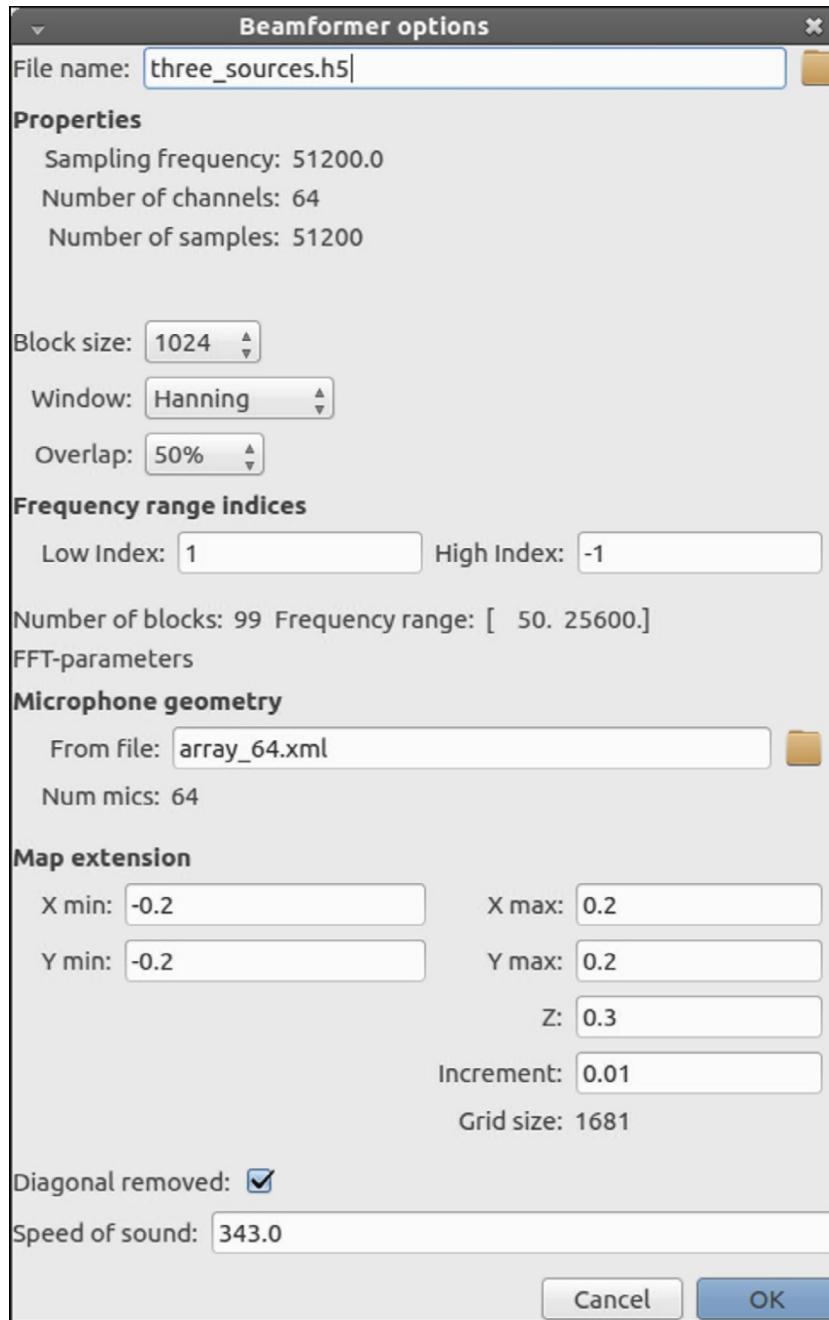 Beamformer options
File name: three_sources.h5
Properties
Sampling frequency: 51200.0
Number of channels: 64
Number of samples: 51200
Block size: 1024
Window: Hanning
Overlap: 50%
Frequency range indices
Low Index: 1 High Index: -1
Number of blocks: 99 Frequency range: [ 50. 25600.]
FFT-parameters
Microphone geometry
From file: array_64.xml
Num mics: 64
Map extension
X min: -0.2 X max: 0.2
Y min: -0.2 Y max: 0.2
Z: 0.3
Increment: 0.01
Grid size: 1681
Diagonal removed:
Speed of sound: 343.0
Cancel OK